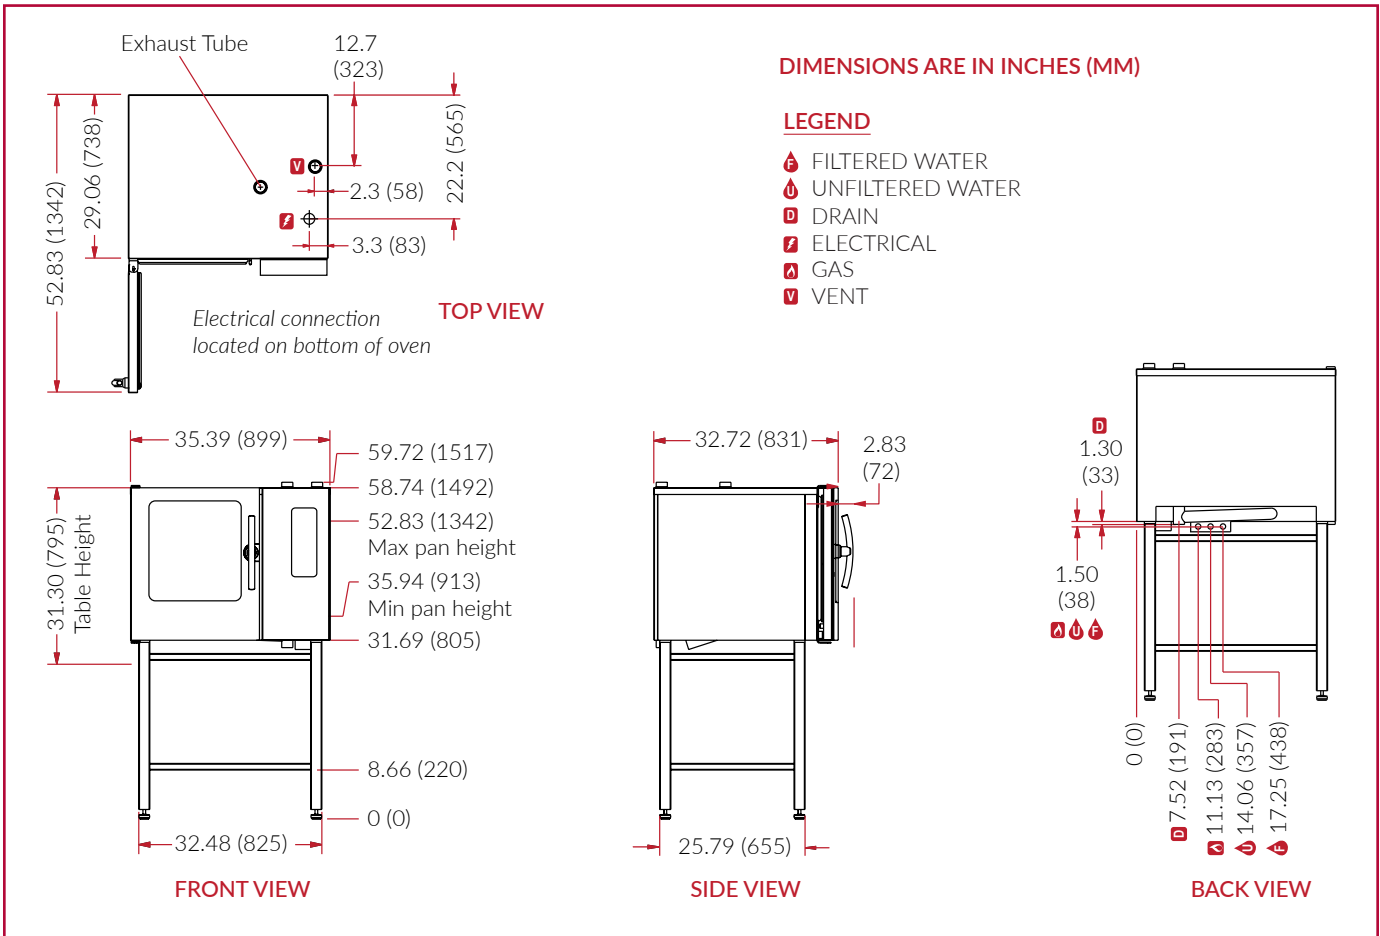 Exhaust Tube
12.7
(323)
52.83 (1342)
29.06 (738)
22.2 (565)
V
2.3 (58)
3.3 (83)
Electrical connection
located on bottom of oven
TOP VIEW
DIMENSIONS ARE IN INCHES (MM)
LEGEND
F FILTERED WATER
U UNFILTERED WATER
D DRAIN
ELECTRICAL
GAS
V VENT
35.39 (899)
59.72 (1517)
58.74 (1492)
52.83 (1342)
Max pan height
35.94 (913)
Min pan height
31.69 (805)
31.30 (795)
Table Height
8.66 (220)
0 (0)
32.48 (825)
FRONT VIEW
32.72 (831)
2.83
(72)
25.79 (655)
SIDE VIEW
D
1.30
(33)
1.50
(38)
U F
0 (0)
D 7.52 (191)
11.13 (283)
U 14.06 (357)
F 17.25 (438)
BACK VIEW